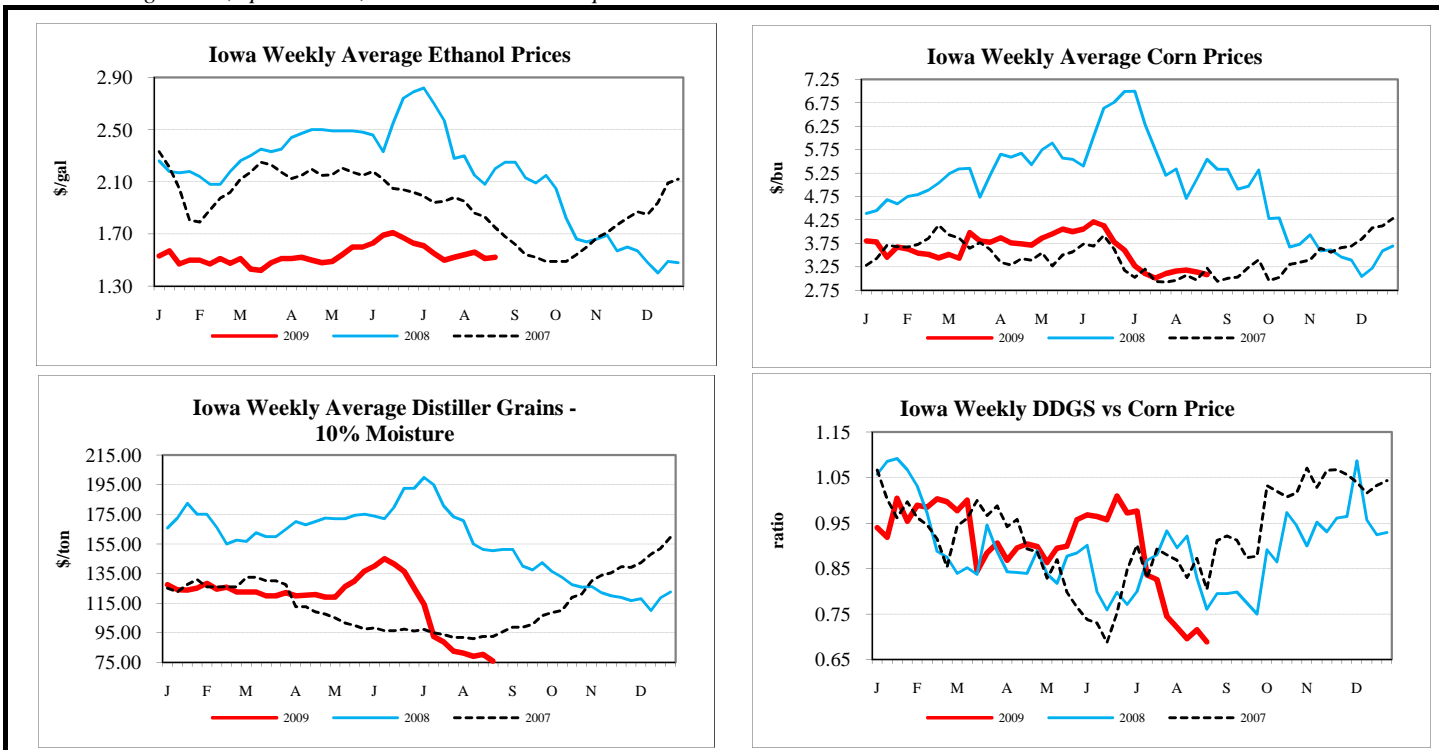 Iowa Weekly Average Ethanol Prices
2.90
2.50
2.10
1.70
1.30
$/gal
J F M A M J J A S O N D
2009 2008 2007
Iowa Weekly Average Corn Prices
7.25
6.75
6.25
5.75
5.25
4.75
4.25
3.75
3.25
2.75
$/bu
J F M A M J J A S O N D
2009 2008 2007
Iowa Weekly Average Distiller Grains -
10% Moisture
215.00
195.00
175.00
155.00
135.00
115.00
95.00
75.00
$/ton
J F M A M J J A S O N D
2009 2008 2007
Iowa Weekly DDGS vs Corn Price
1.15
1.05
0.95
0.85
0.75
0.65
ratio
J F M A M J J A S O N D
2009 2008 2007